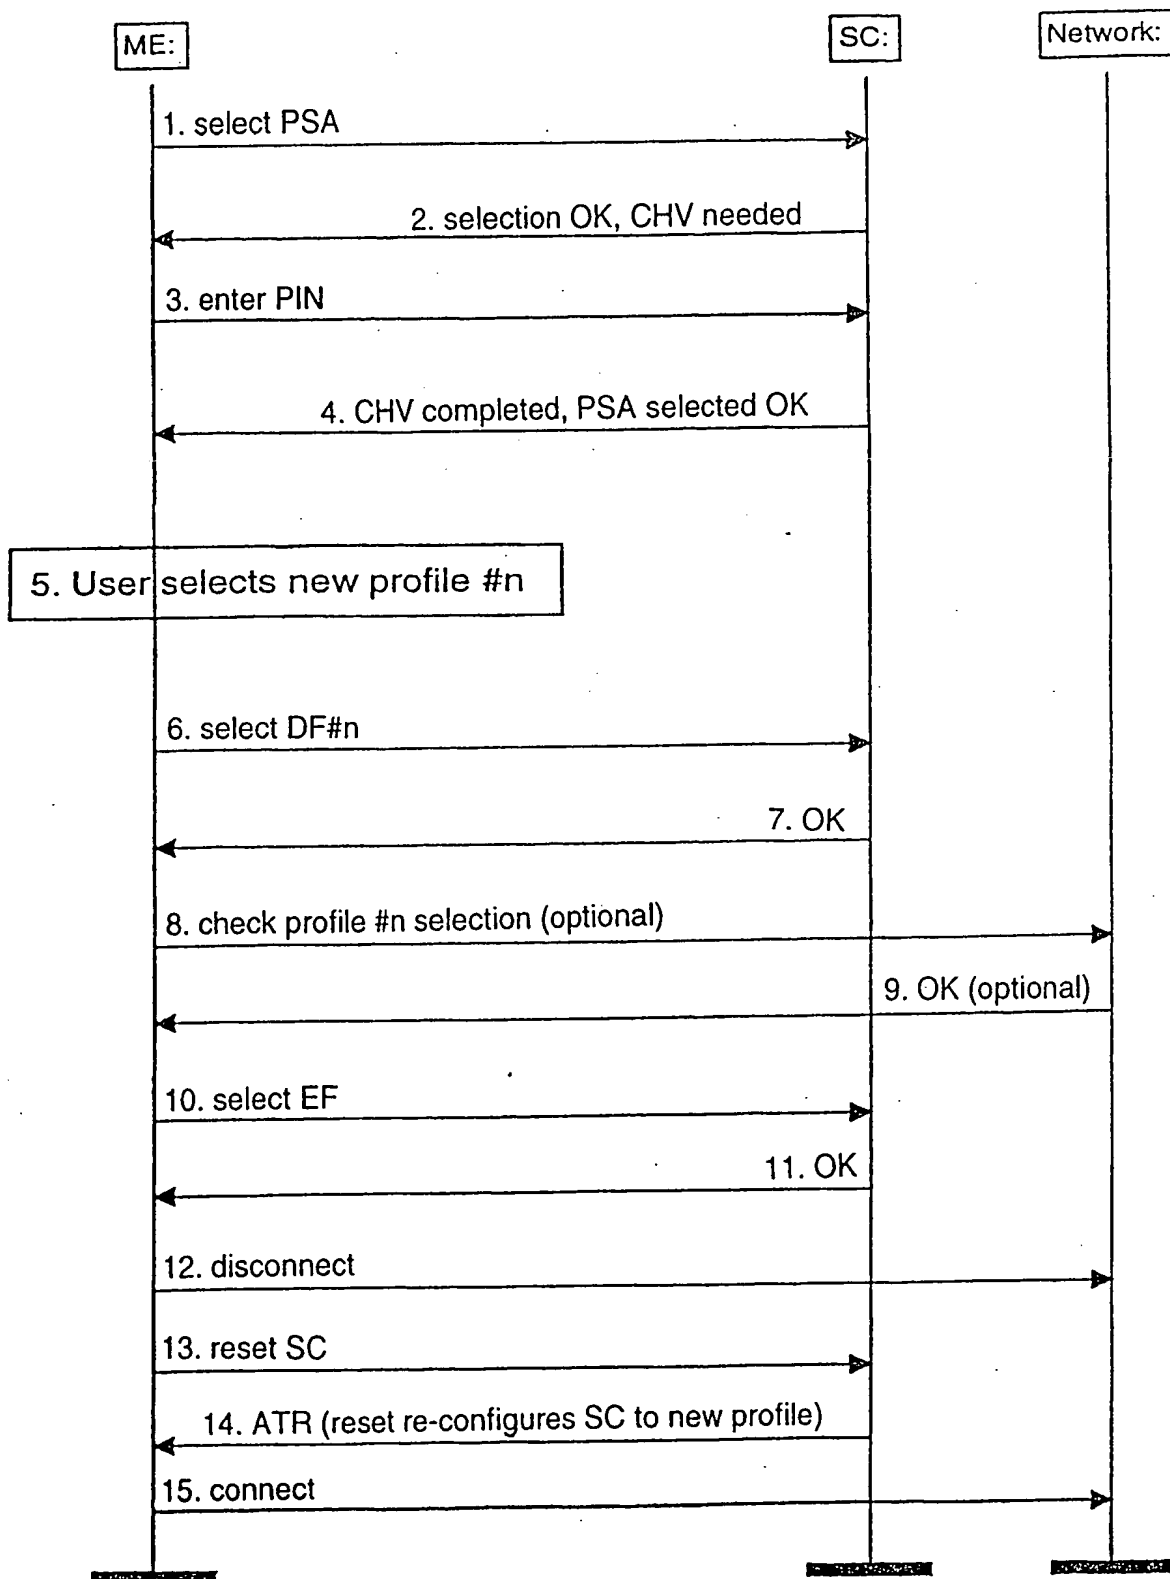 ME:
SC:
Network:
1. select PSA
2. selection OK, CHV needed
3. enter PIN
4. CHV completed, PSA selected OK
5. User selects new profile #n
6. select DF#n
7. OK
8. check profile #n selection (optional)
9. OK (optional)
10. select EF
11. OK
12. disconnect
13. reset SC
14. ATR (reset re-configures SC to new profile)
15. connect